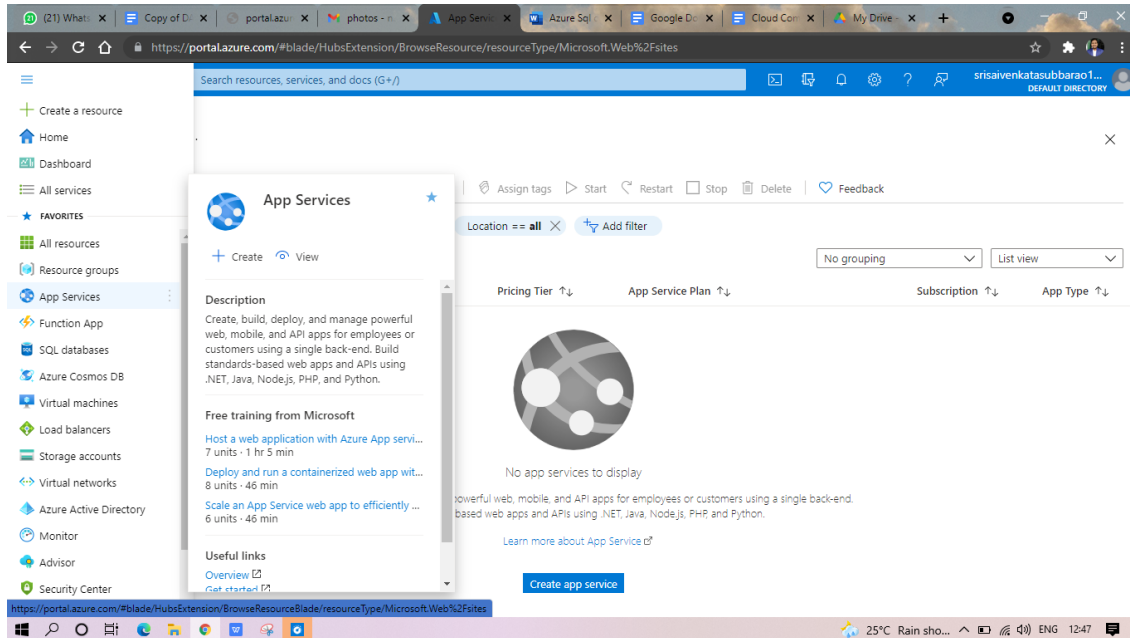 (21) Whats
Copy of D
portal.azur
photos - n
App Servic
Azure Sql
Google Do
Cloud Com
My Drive -
https://portal.azure.com/#blade/HubsExtension/BrowseResource/resourceType/Microsoft.Web%2Fsites
Search resources, services, and docs (G+/)
srisaivenkatasubbarao1...
DEFAULT DIRECTORY
Create a resource
Home
Dashboard
All services
FAVORITES
All resources
Resource groups
App Services
Function App
SQL databases
Azure Cosmos DB
Virtual machines
Load balancers
Storage accounts
Virtual networks
Azure Active Directory
Monitor
Advisor
Security Center
App Services
Create View
Description
Create, build, deploy, and manage powerful
web, mobile, and API apps for employees or
customers using a single back-end. Build
standards-based web apps and APIs using
.NET, Java, Node.js, PHP, and Python.
Free training from Microsoft
Host a web application with Azure App servi...
7 units · 1 hr 5 min
Deploy and run a containerized web app wit...
8 units · 46 min
Scale an App Service web app to efficiently ...
6 units · 46 min
Useful links
Overview
Get started
Assign tags Start Restart Stop Delete Feedback
Location == all Add filter
No grouping List view
Pricing Tier App Service Plan Subscription App Type
No app services to display
powerful web, mobile, and API apps for employees or customers using a single back-end.
based web apps and APIs using .NET, Java, Node.js, PHP, and Python.
Learn more about App Service
Create app service
https://portal.azure.com/#blade/HubsExtension/BrowseResourceBlade/resourceType/Microsoft.Web%2Fsites
25°C Rain sho... ENG 12:47